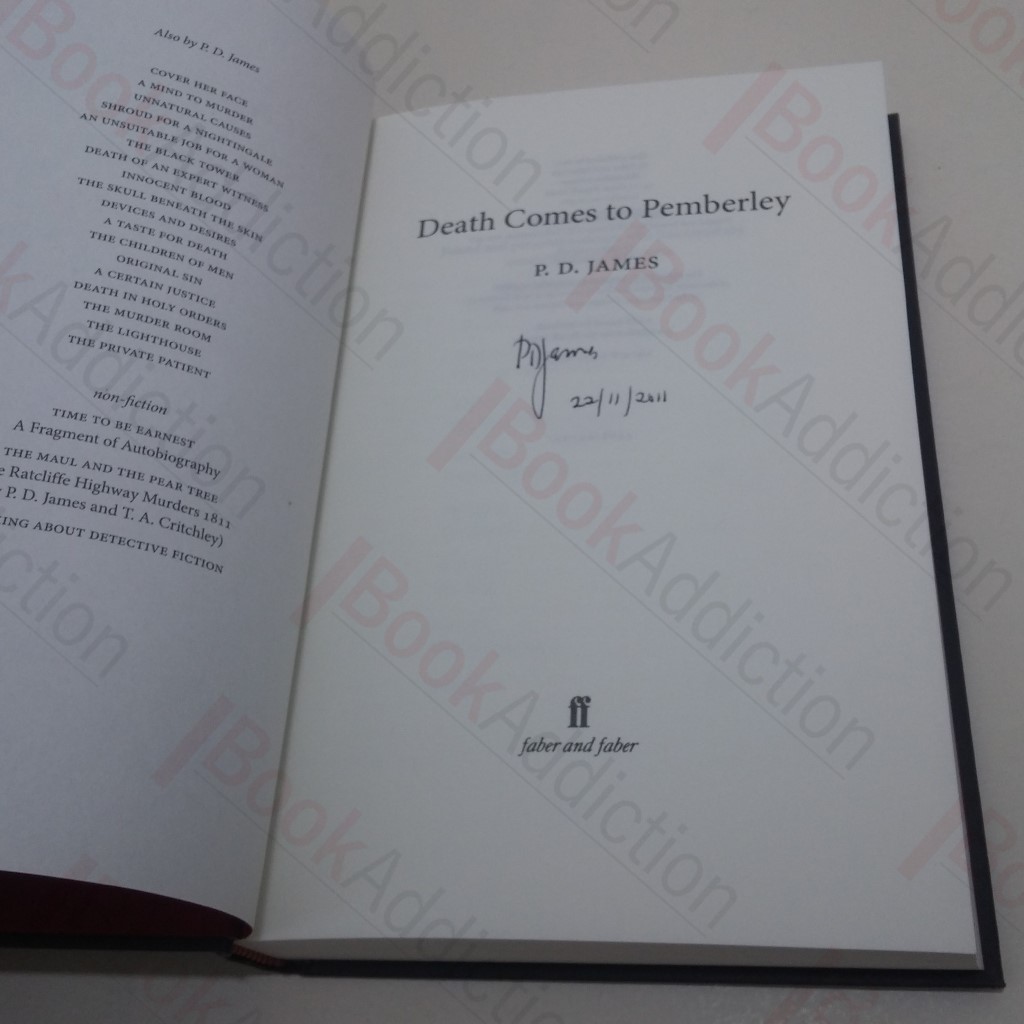 Also by P. D. James
COVER HER FACE
A MIND TO MURDER
UNNATURAL CAUSES
SHROUD FOR A NIGHTINGALE
AN UNSUITABLE JOB FOR A WOMAN
THE BLACK TOWER
DEATH OF AN EXPERT WITNESS
INNOCENT BLOOD
THE SKULL BENEATH THE SKIN
DEVICES AND DESIRES
A TASTE FOR DEATH
THE CHILDREN OF MEN
ORIGINAL SIN
A CERTAIN JUSTICE
DEATH IN HOLY ORDERS
THE MURDER ROOM
THE LIGHTHOUSE
THE PRIVATE PATIENT
non-fiction
TIME TO BE EARNEST
A Fragment of Autobiography
THE MAUL AND THE PEAR TREE
Ratcliffe Highway Murders 1811
P. D. James and T. A. Critchley)
ABOUT DETECTIVE FICTION
Death Comes to Pemberley
P. D. JAMES
PDJames
22/11/2011
ff
faber and faber
BookAddiction
BookAddiction
BookAddiction
BookAddiction
BookAddiction